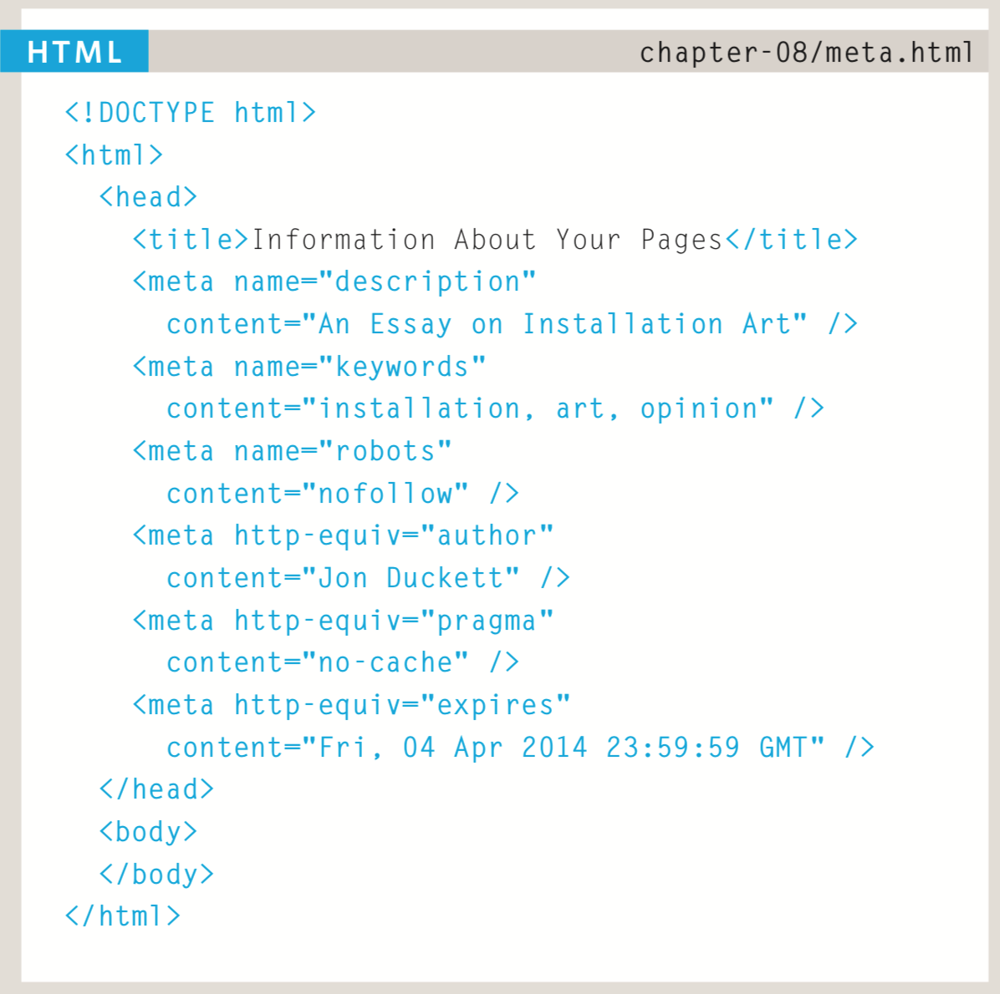 HTML
chapter-08/meta.html
<!DOCTYPE html>
<html>
<head>
<title>Information About Your Pages</title>
<meta name="description"
content="An Essay on Installation Art" />
<meta name="keywords"
content="installation, art, opinion" />
<meta name="robots"
content="nofollow" />
<meta http-equiv="author"
content="Jon Duckett" />
<meta http-equiv="pragma"
content="no-cache" />
<meta http-equiv="expires"
content="Fri, 04 Apr 2014 23:59:59 GMT" />
</head>
<body>
</body>
</html>